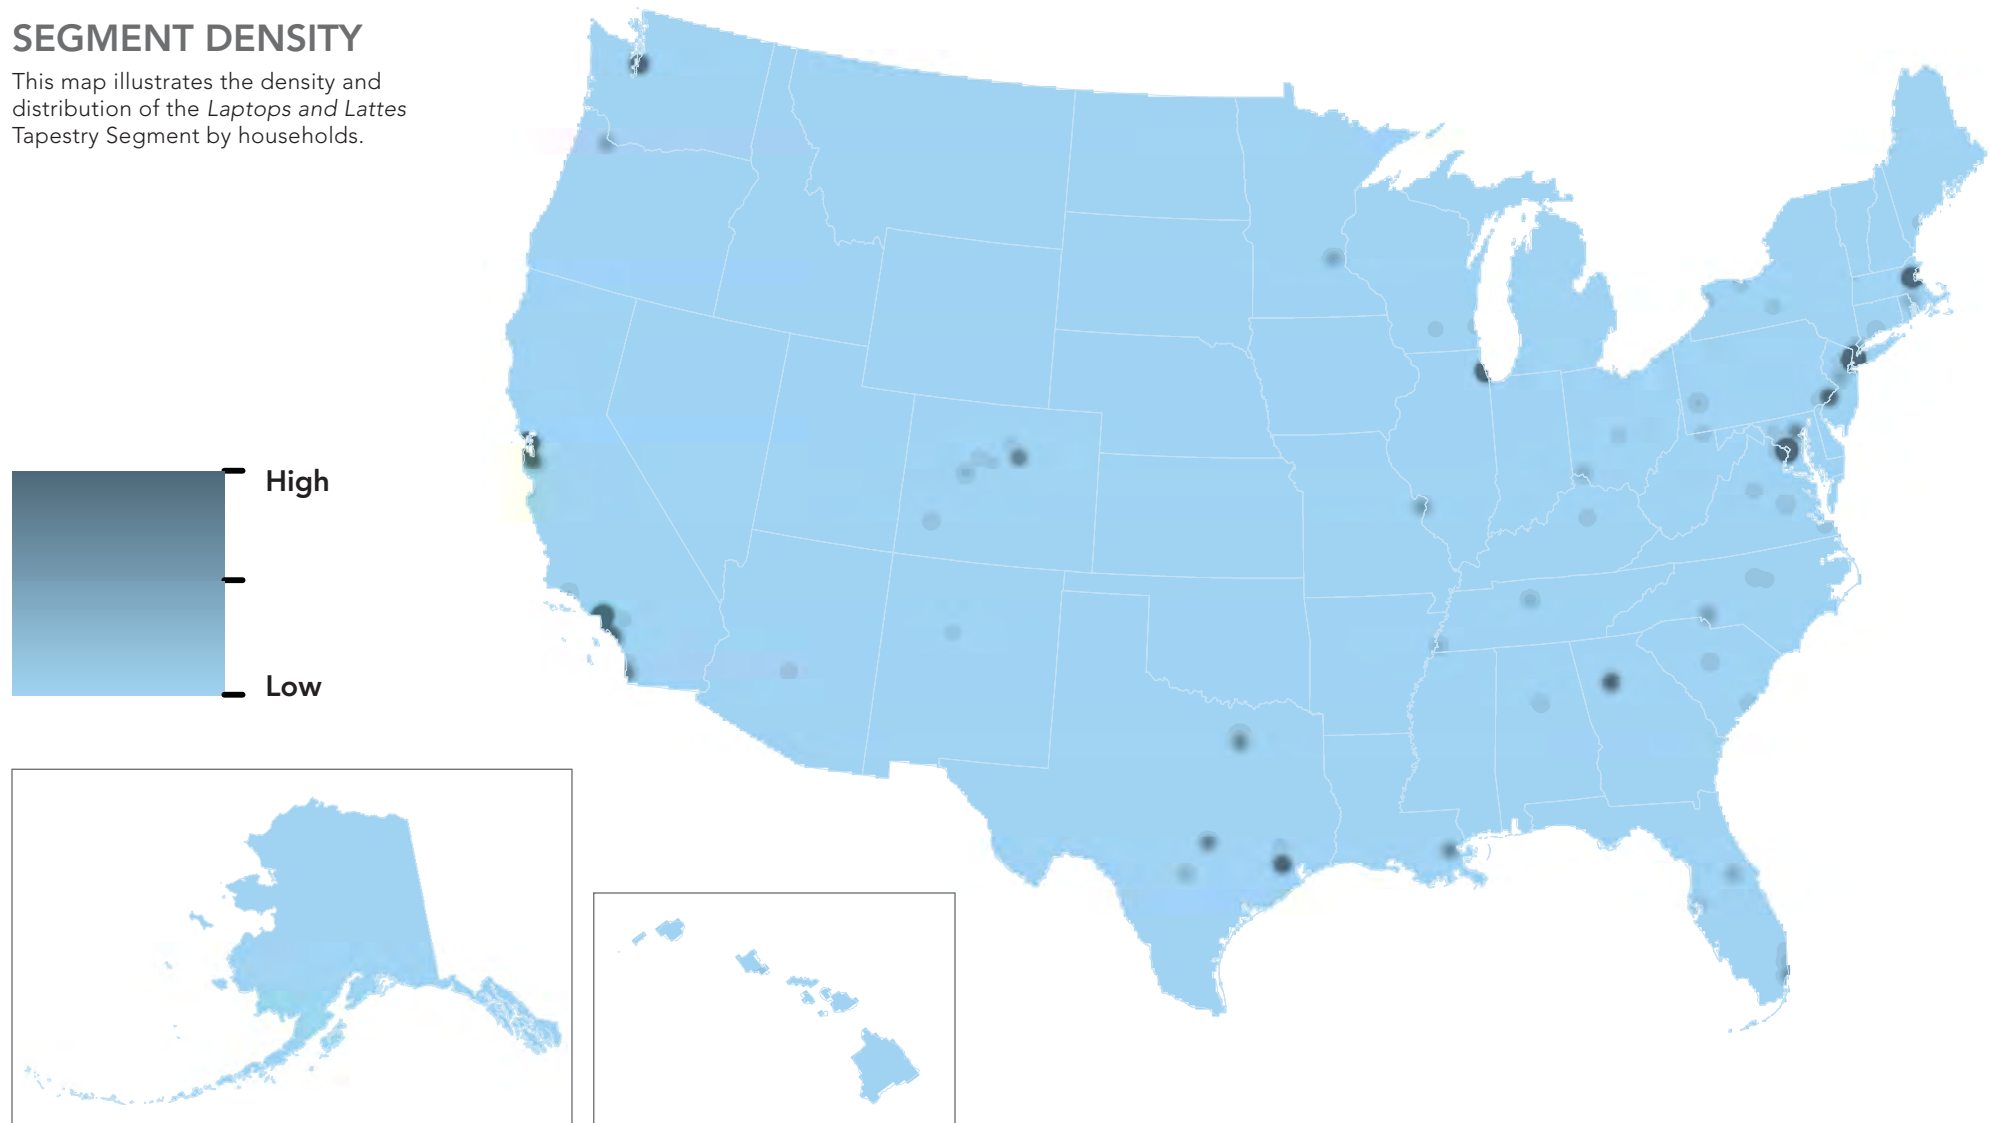 SEGMENT DENSITY
This map illustrates the density and
distribution of the Laptops and Lattes
Tapestry Segment by households.
High
Low